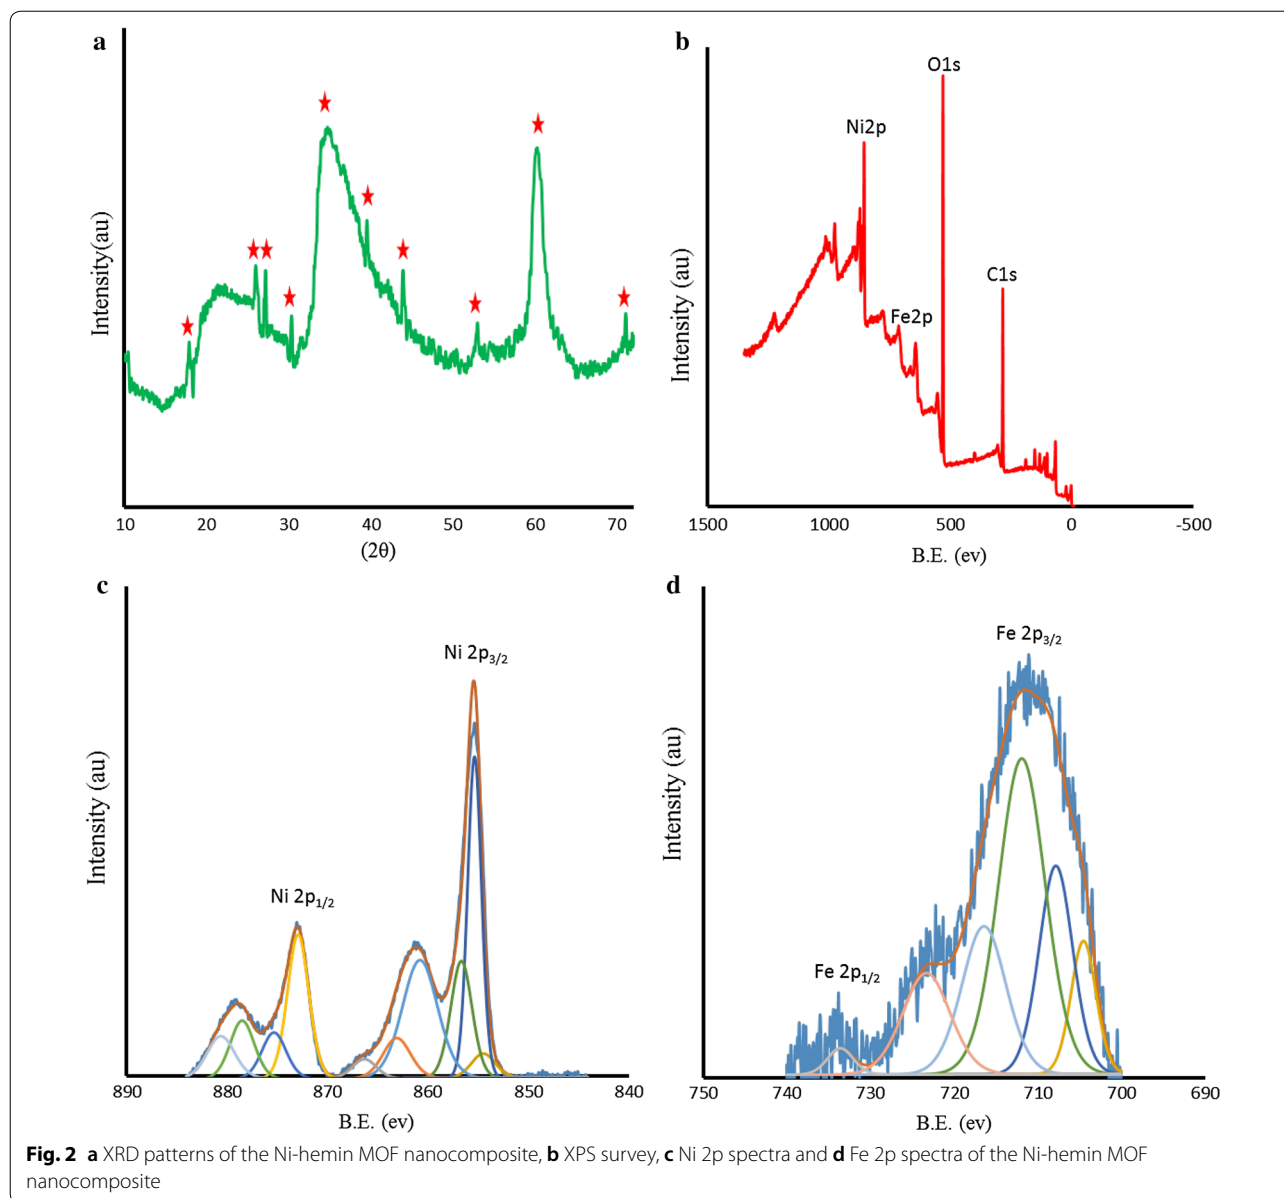 a
Intensity(au)
10 20 30 40 50 60 70
(2θ)
b
O1s
Ni2p
C1s
Fe2p
Intensity (au)
1500 1000 500 0 -500
B.E. (ev)
c
Ni 2p3/2
Ni 2p1/2
Intensity (au)
890 880 870 860 850 840
B.E. (ev)
d
Fe 2p3/2
Fe 2p1/2
Intensity (au)
750 740 730 720 710 700 690
B.E. (ev)
Fig. 2 a XRD patterns of the Ni-hemin MOF nanocomposite, b XPS survey, c Ni 2p spectra and d Fe 2p spectra of the Ni-hemin MOF
nanocomposite